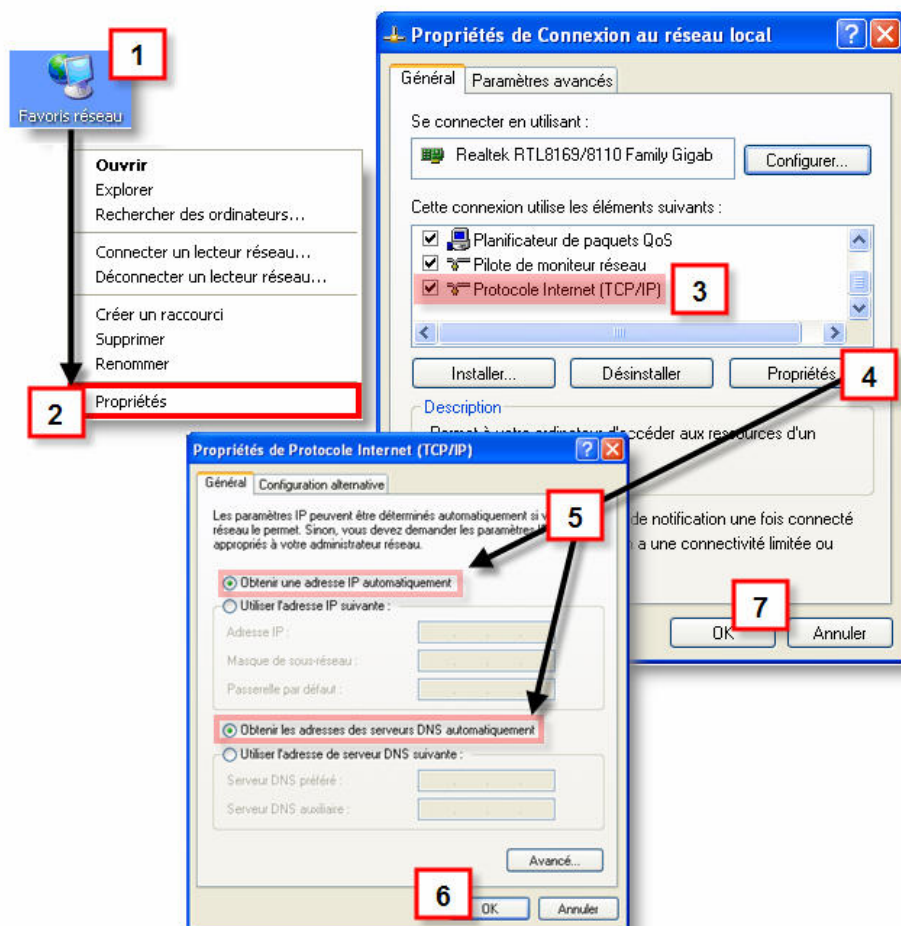 1
Favoris réseau
Ouvrir
Explorer
Rechercher des ordinateurs...
Connecter un lecteur réseau...
Déconnecter un lecteur réseau...
Créer un raccourci
Supprimer
Renommer
2
Propriétés
Propriétés de Connexion au réseau local
Général
Paramètres avancés
Se connecter en utilisant :
Realtek RTL8169/8110 Family Gigab
Configurer...
Cette connexion utilise les éléments suivants :
Planificateur de paquets QoS
Pilote de moniteur réseau
Protocole Internet (TCP/IP)
3
Installer...
Désinstaller
Propriétés
4
Description
Permet à votre ordinateur d'accéder aux ressources d'un
de notification une fois connecté
a une connectivité limitée ou
7
OK
Annuler
Propriétés de Protocole Internet (TCP/IP)
Général
Configuration alternative
5
Les paramètres IP peuvent être déterminés automatiquement si
réseau le permet. Sinon, vous devez demander les paramètres
appropriés à votre administrateur réseau.
Obtenir une adresse IP automatiquement
Utiliser l'adresse IP suivante :
Adresse IP :
Masque de sous-réseau :
Passerelle par défaut :
Obtenir les adresses des serveurs DNS automatiquement
Utiliser l'adresse de serveur DNS suivante :
Serveur DNS préféré :
Serveur DNS auxiliaire :
Avancé...
6
OK
Annuler